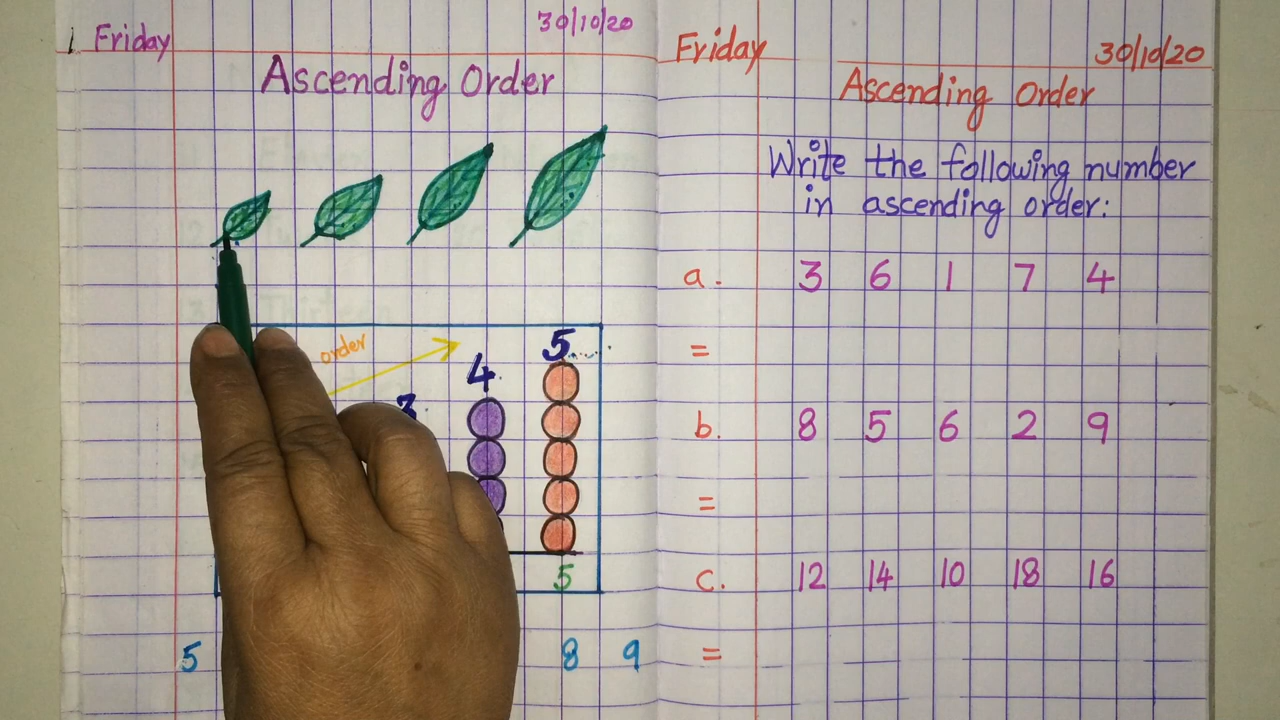 Friday
30/10/20
Ascending Order
order
3
4
5
5
5 8 9
Friday
30/10/20
Ascending Order
Write the following number
in ascending order:
a. 3 6 1 7 4
=
b. 8 5 6 2 9
=
c. 12 14 10 18 16
=